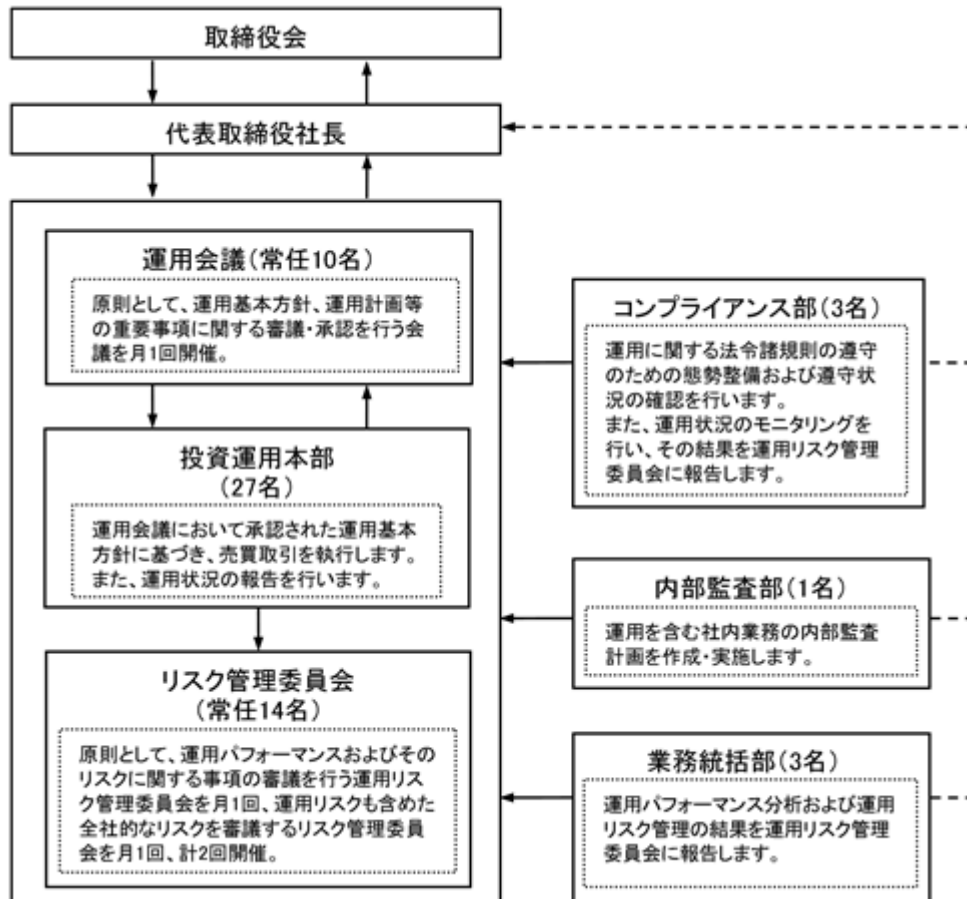 取締役会
代表取締役社長
運用会議(常任10名)
原則として、運用基本方針、運用計画等
の重要事項に関する審議・承認を行う会
議を月1回開催。
投資運用本部
(27名)
運用会議において承認された運用基本
方針に基づき、売買取引を執行します。
また、運用状況の報告を行います。
リスク管理委員会
(常任14名)
原則として、運用パフォーマンスおよびその
リスクに関する事項の審議を行う運用リス
ク管理委員会を月1回、運用リスクも含めた
全社的なリスクを審議するリスク管理委員
会を月1回、計2回開催。
コンプライアンス部(3名)
運用に関する法令諸規則の遵守
のための態勢整備および遵守状
況の確認を行います。
また、運用状況のモニタリングを
行い、その結果を運用リスク管理
委員会に報告します。
内部監査部(1名)
運用を含む社内業務の内部監査
計画を作成・実施します。
業務統括部(3名)
運用パフォーマンス分析および運用
リスク管理の結果を運用リスク管理
委員会に報告します。